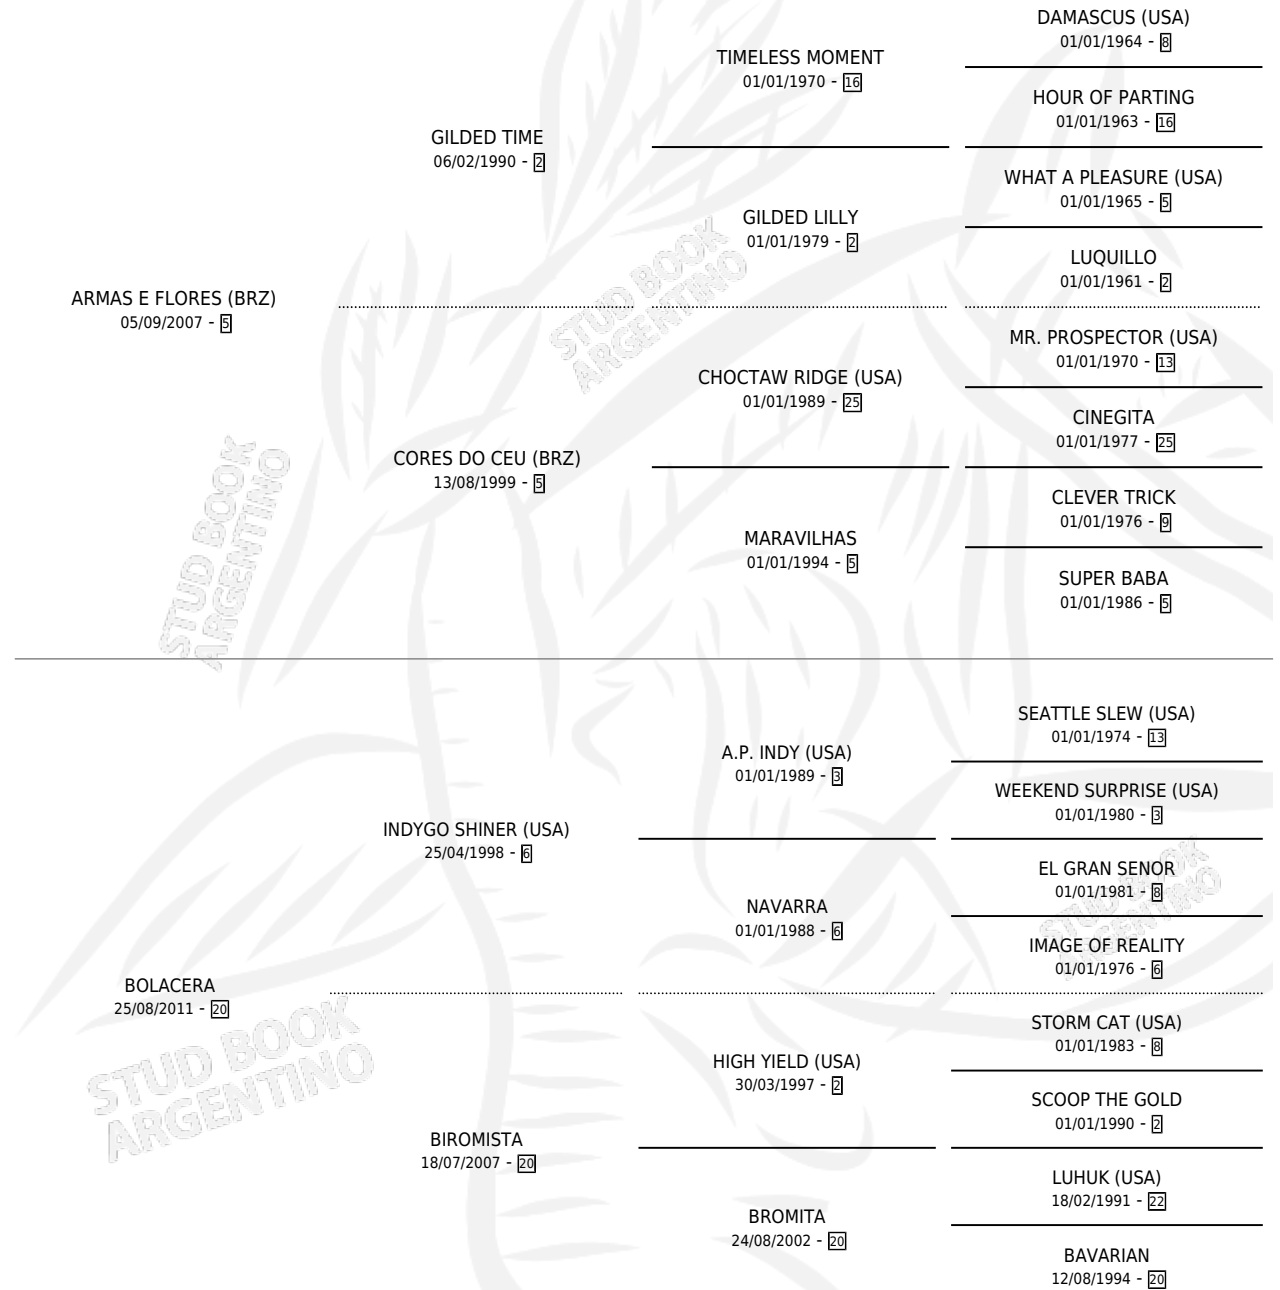 DAMASCUS (USA)
01/01/1964 - 8
TIMELESS MOMENT
01/01/1970 - 16
HOUR OF PARTING
01/01/1963 - 16
GILDED TIME
06/02/1990 - 2
WHAT A PLEASURE (USA)
01/01/1965 - 5
GILDED LILLY
01/01/1979 - 2
LUQUILLO
01/01/1961 - 2
ARMAS E FLORES (BRZ)
05/09/2007 - 5
MR. PROSPECTOR (USA)
01/01/1970 - 13
CHOCTAW RIDGE (USA)
01/01/1989 - 25
CINEGITA
01/01/1977 - 25
CORES DO CEU (BRZ)
13/08/1999 - 5
CLEVER TRICK
01/01/1976 - 9
MARAVILHAS
01/01/1994 - 5
SUPER BABA
01/01/1986 - 5
SEATTLE SLEW (USA)
01/01/1974 - 13
A.P. INDY (USA)
01/01/1989 - 3
WEEKEND SURPRISE (USA)
01/01/1980 - 3
INDYGO SHINER (USA)
25/04/1998 - 6
EL GRAN SENOR
01/01/1981 - 8
NAVARRA
01/01/1988 - 6
IMAGE OF REALITY
01/01/1976 - 6
BOLACERA
25/08/2011 - 20
STORM CAT (USA)
01/01/1983 - 8
HIGH YIELD (USA)
30/03/1997 - 2
SCOOP THE GOLD
01/01/1990 - 2
BIROMISTA
18/07/2007 - 20
LUHUK (USA)
18/02/1991 - 22
BROMITA
24/08/2002 - 20
BAVARIAN
12/08/1994 - 20
STUD BOOK
ARGENTINO
STUD BOOK
ARGENTINO
STUD BOOK
ARGENTINO
STUD BOOK
ARGENTINO